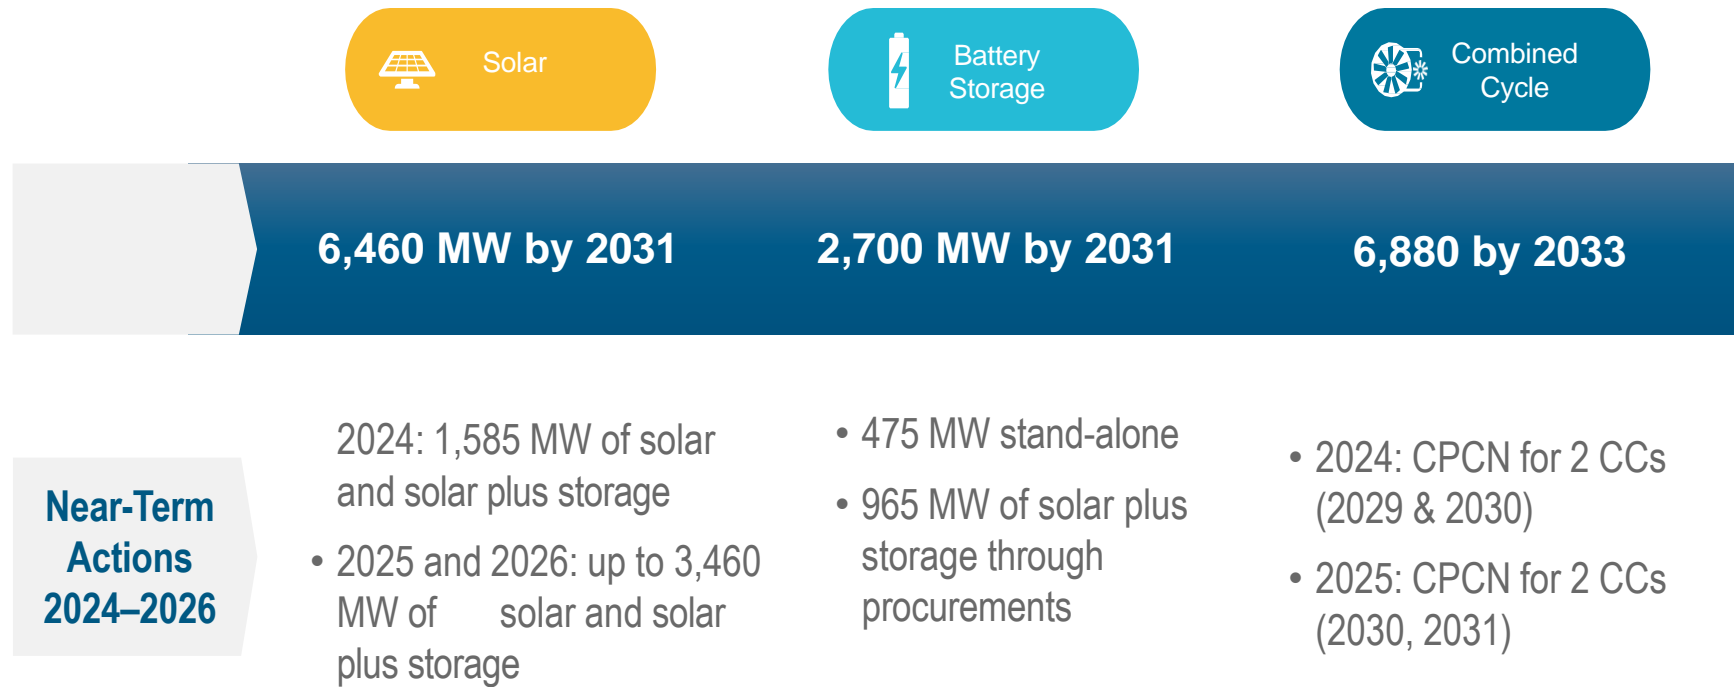 Solar
Battery
Storage
Combined
Cycle
6,460 MW by 2031
2,700 MW by 2031
6,880 by 2033
Near-Term
Actions
2024–2026
2024: 1,585 MW of solar
and solar plus storage
• 2025 and 2026: up to 3,460
MW of solar and solar
plus storage
• 475 MW stand-alone
• 965 MW of solar plus
storage through
procurements
• 2024: CPCN for 2 CCs
(2029 & 2030)
• 2025: CPCN for 2 CCs
(2030, 2031)